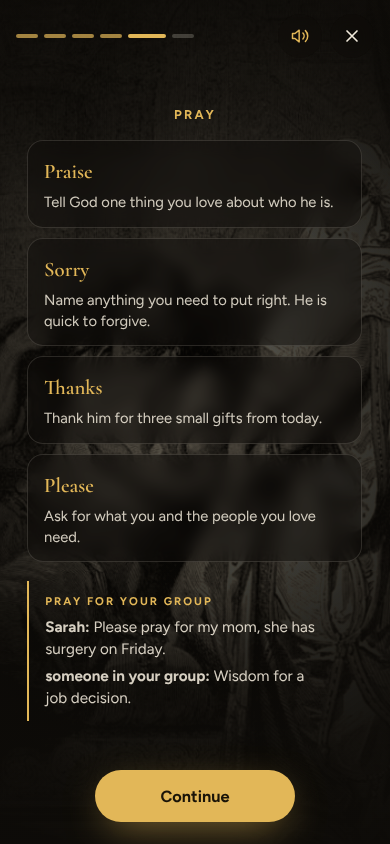 PRAY
Praise
Tell God one thing you love about who he is.
Sorry
Name anything you need to put right. He is
quick to forgive.
Thanks
Thank him for three small gifts from today.
Please
Ask for what you and the people you love
need.
PRAY FOR YOUR GROUP
Sarah: Please pray for my mom, she has
surgery on Friday.
someone in your group: Wisdom for a
job decision.
Continue